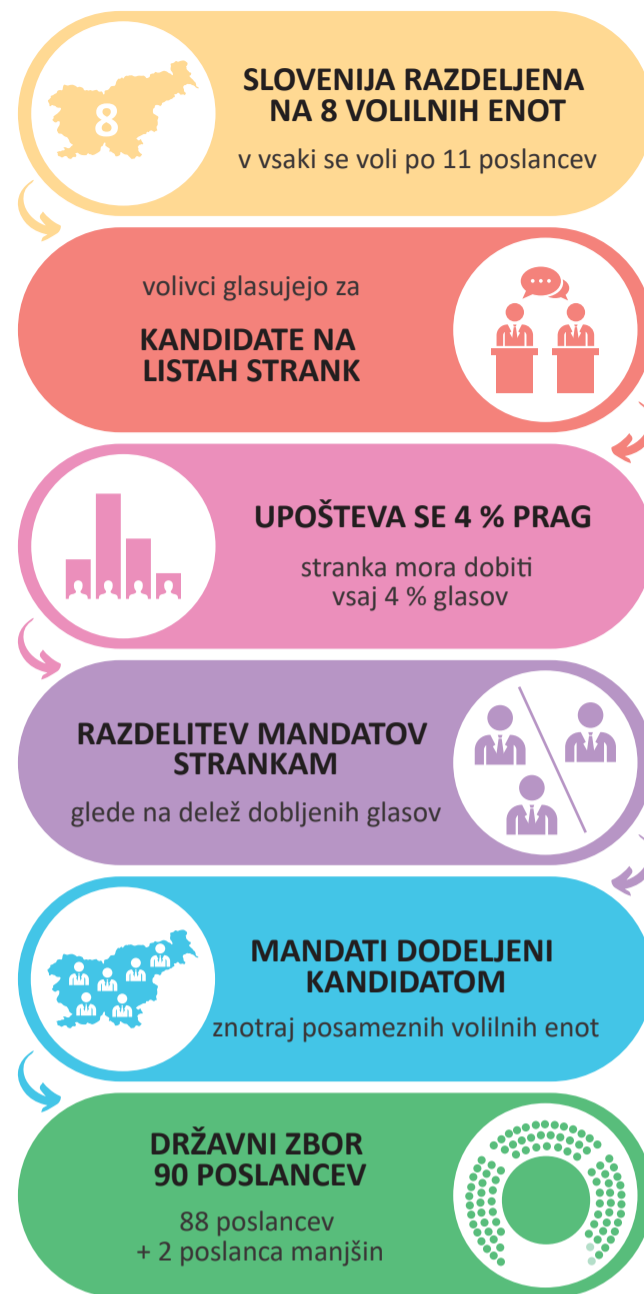 8
SLOVENIJA RAZDELJENA
NA 8 VOLILNIH ENOT
v vsaki se voli po 11 poslancev
volivci glasujejo za
KANDIDATE NA
LISTAH STRANK
UPOŠTEVA SE 4 % PRAG
stranka mora dobiti
vsaj 4 % glasov
RAZDELITEV MANDATOV
STRANKAM
glede na delež dobljenih glasov
MANDATI DODELJENI
KANDIDATOM
znotraj posameznih volilnih enot
DRŽAVNI ZBOR
90 POSLANCEV
88 poslancev
+ 2 poslanca manjšin